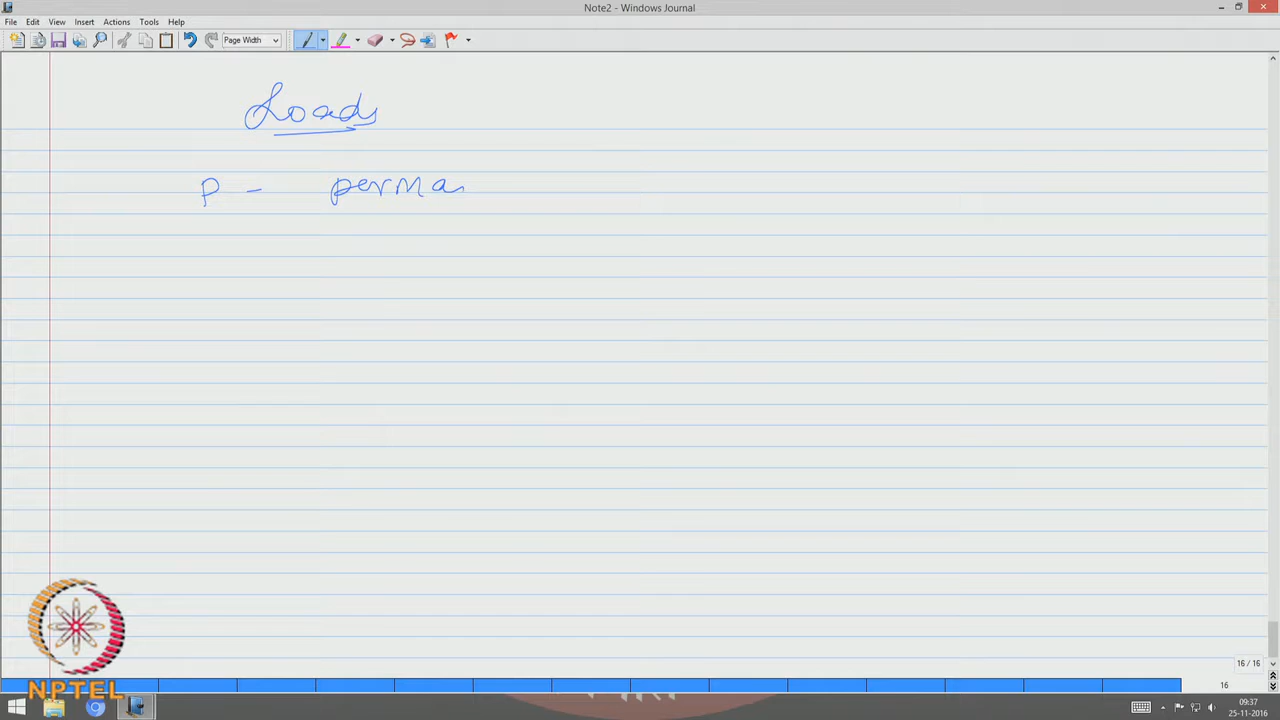 Note2 - Windows Journal
File Edit View Insert Actions Tools Help
Page Width
Loads
P - perma
16 / 16
16
NPTEL
09:37
25-11-2016